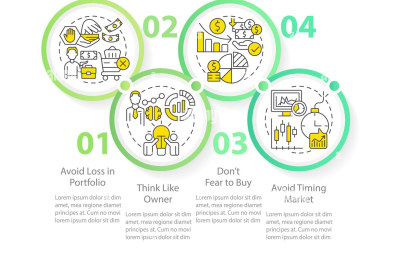 02
04
01
03
Avoid Loss in
Portfolio
Lorem ipsum dolor sit dim
amet, mea regione diamet
principes at. Cum no movi
lorem ipsum dolor sit dim
Think Like
Owner
Lorem ipsum dolor sit dim
amet, mea regione diamet
principes at. Cum no movi
lorem ipsum dolor sit dim
Don't
Fear to Buy
Lorem ipsum dolor sit dim
amet, mea regione diamet
principes at. Cum no movi
lorem ipsum dolor sit dim
Avoid Timing
Market
Lorem ipsum dolor sit dim
amet, mea regione diamet
principes at. Cum no movi
lorem ipsum dolor sit dim